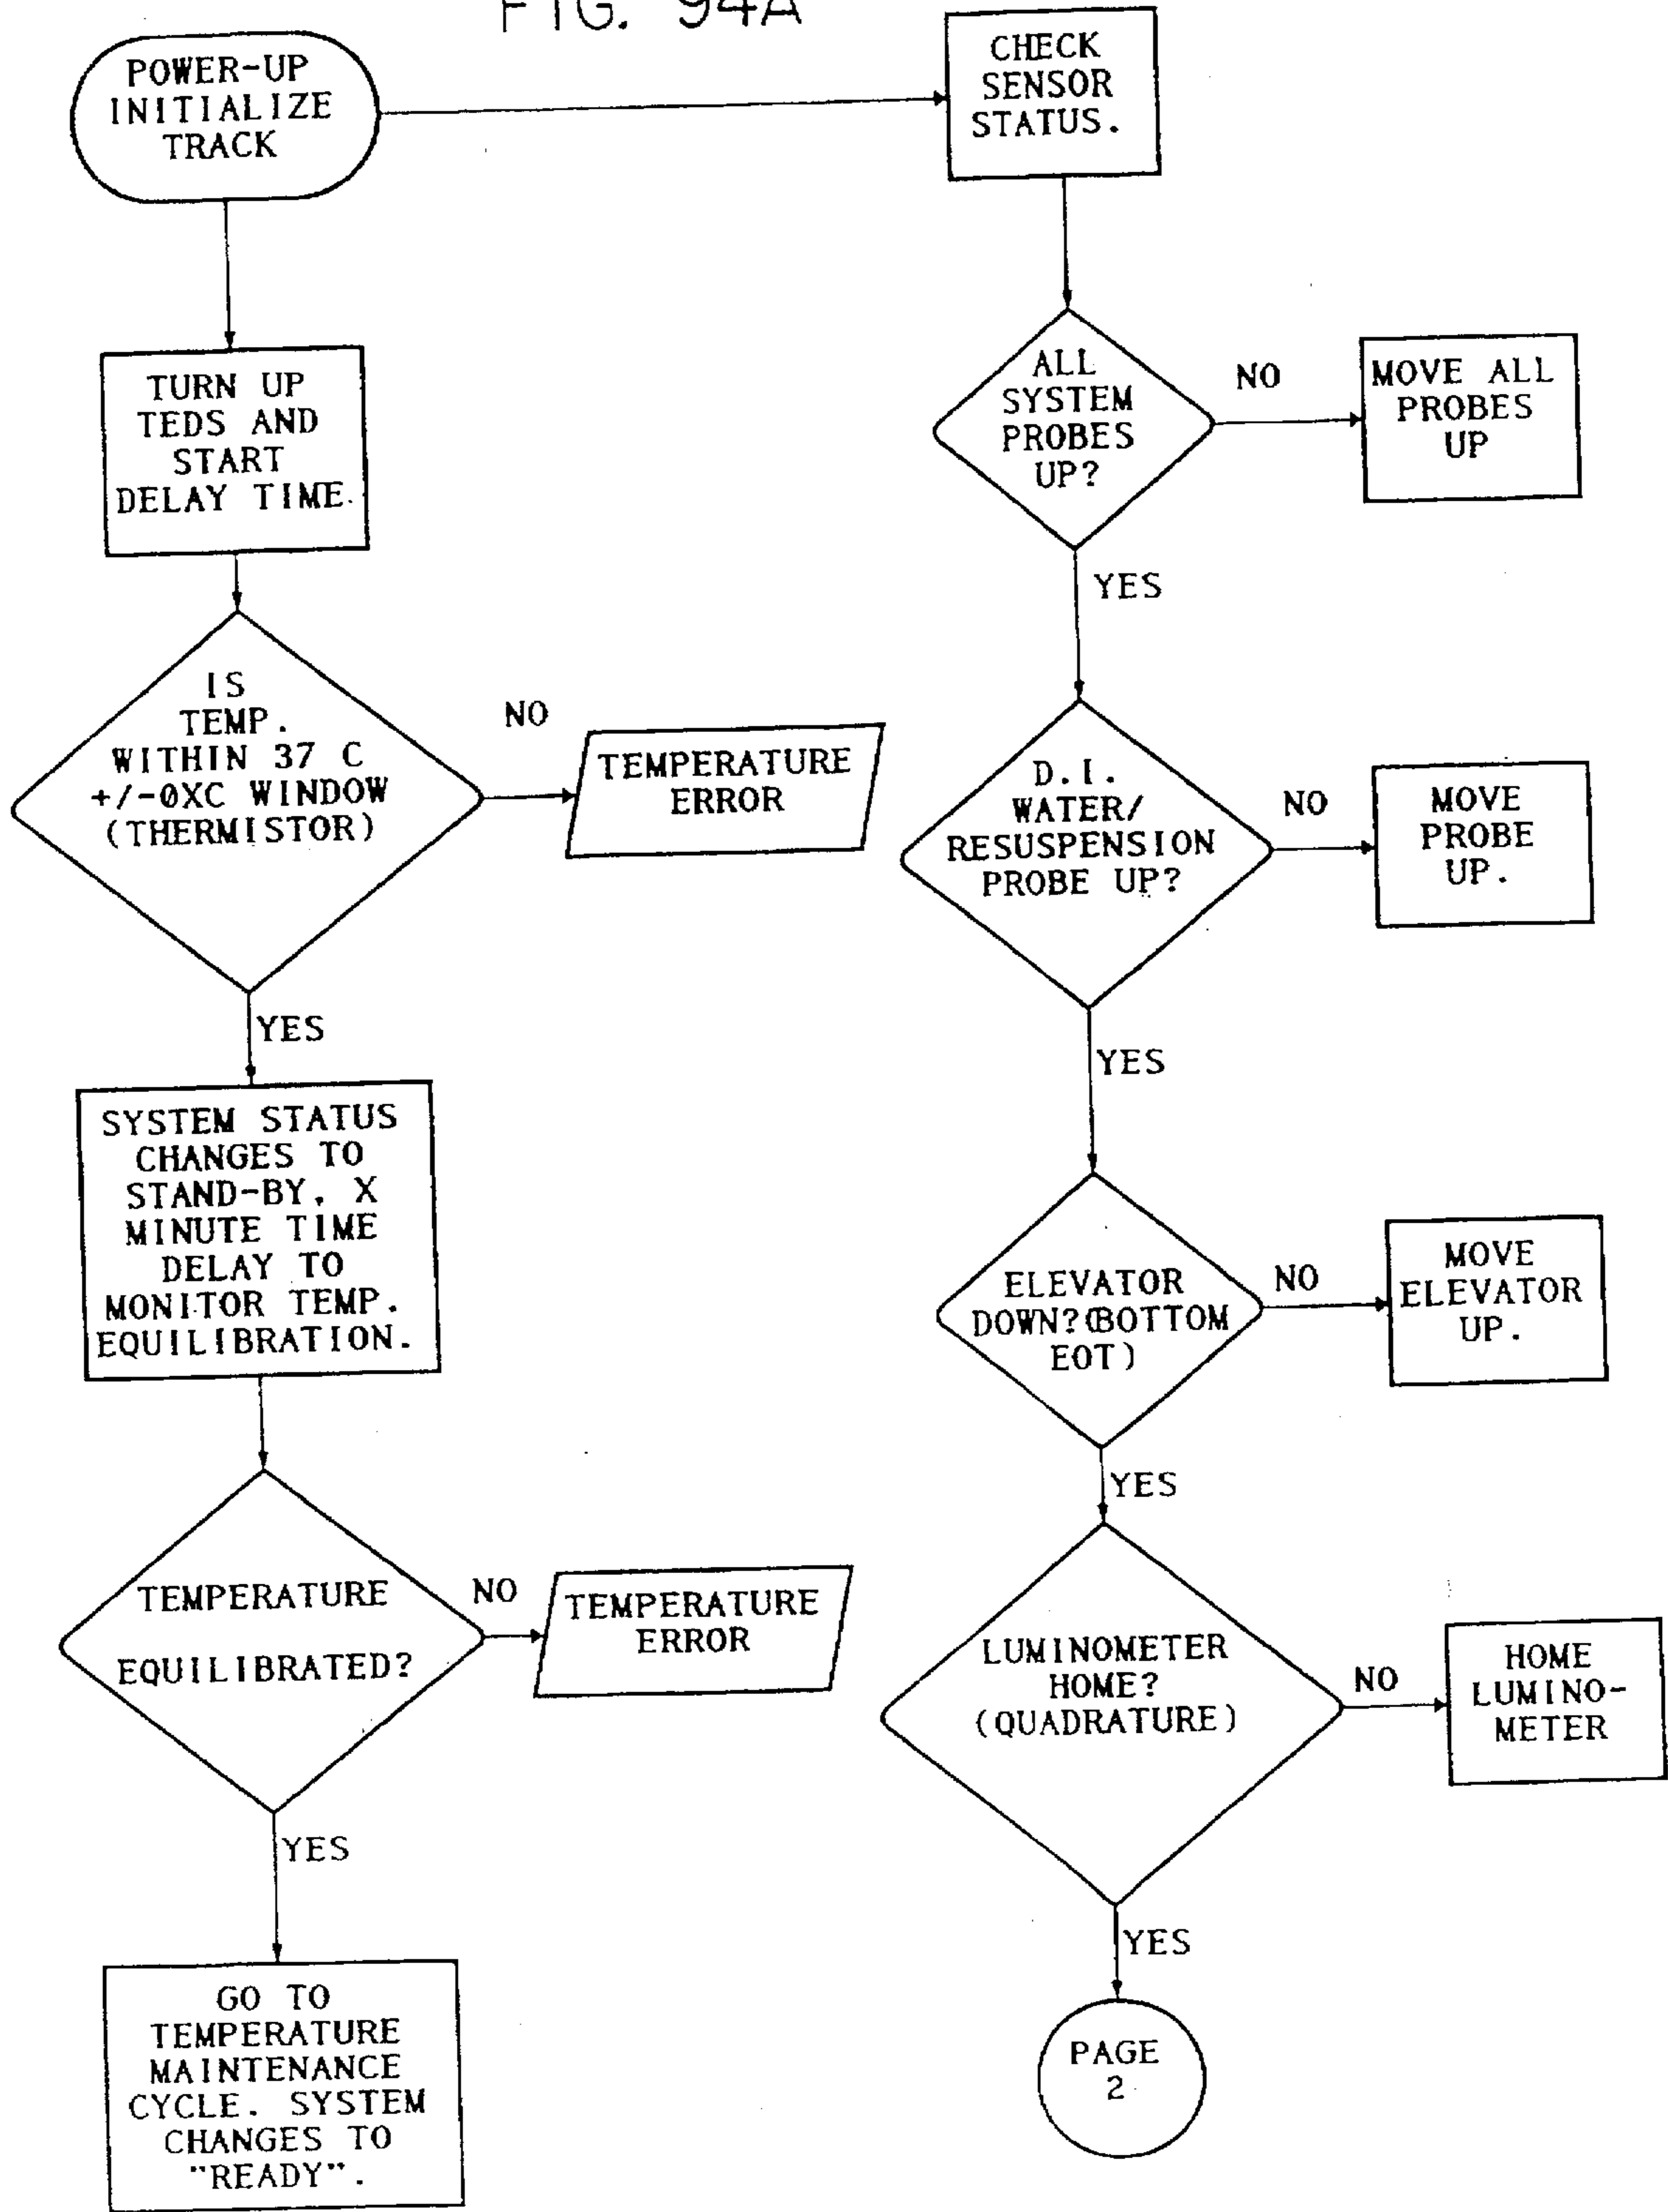 FIG. 94A
POWER-UP
INITIALIZE
TRACK
TURN UP
TEDS AND
START
DELAY TIME.
IS
TEMP.
WITHIN 37 C
+/-0XC WINDOW
(THERMISTOR)
NO
TEMPERATURE
ERROR
YES
SYSTEM STATUS
CHANGES TO
STAND-BY, X
MINUTE TIME
DELAY TO
MONITOR TEMP.
EQUILIBRATION.
TEMPERATURE
EQUILIBRATED?
NO
TEMPERATURE
ERROR
YES
GO TO
TEMPERATURE
MAINTENANCE
CYCLE. SYSTEM
CHANGES TO
"READY".
CHECK
SENSOR
STATUS.
ALL
SYSTEM
PROBES
UP?
NO
MOVE ALL
PROBES
UP
YES
D.I.
WATER/
RESUSPENSION
PROBE UP?
NO
MOVE
PROBE
UP.
YES
ELEVATOR
DOWN?(BOTTOM
EOT)
NO
MOVE
ELEVATOR
UP.
YES
LUMINOMETER
HOME?
(QUADRATURE)
NO
HOME
LUMINO-
METER
YES
PAGE
2